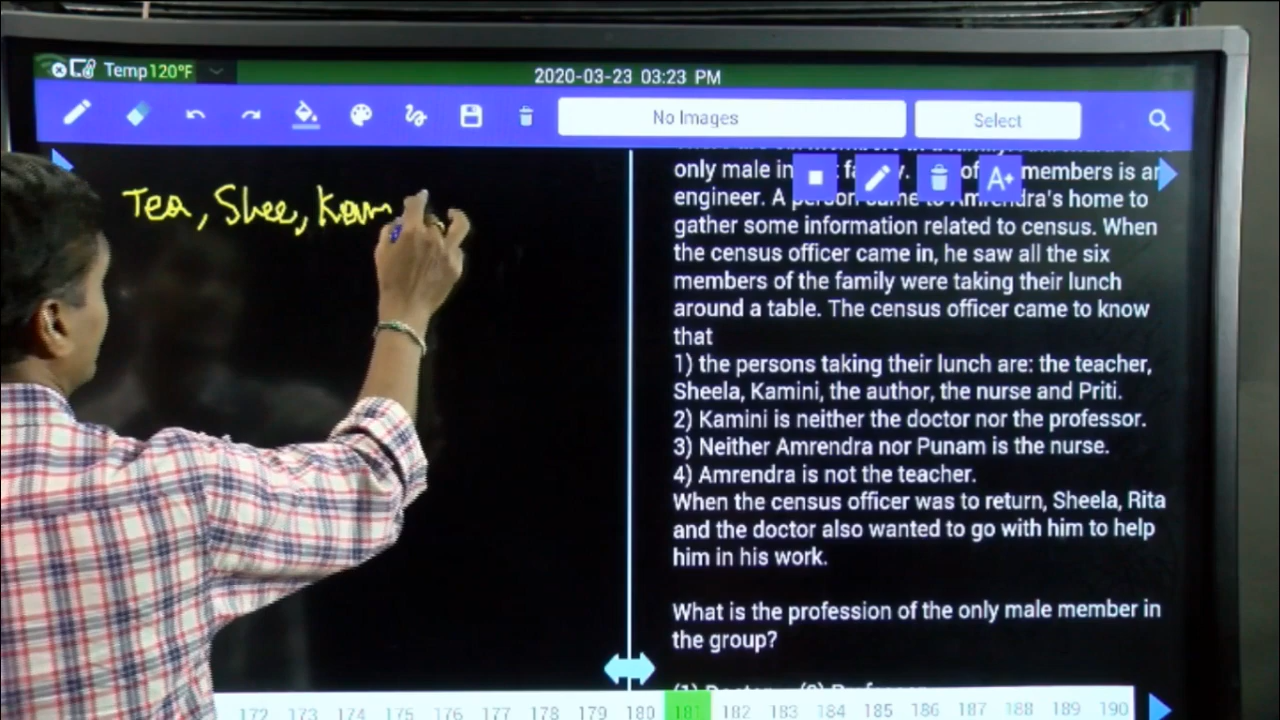 Temp 120°F
2020-03-23 03:23 PM
No Images
Select
Tea, Shee, Kam
only male in
members is an
engineer. A person came to Amrendra's home to
gather some information related to census. When
the census officer came in, he saw all the six
members of the family were taking their lunch
around a table. The census officer came to know
that
1) the persons taking their lunch are: the teacher,
Sheela, Kamini, the author, the nurse and Priti.
2) Kamini is neither the doctor nor the professor.
3) Neither Amrendra nor Punam is the nurse.
4) Amrendra is not the teacher.
When the census officer was to return, Sheela, Rita
and the doctor also wanted to go with him to help
him in his work.
What is the profession of the only male member in
the group?
172 173 174 175 176 177 178 179 180 181 182 183 184 185 186 187 188 189 190